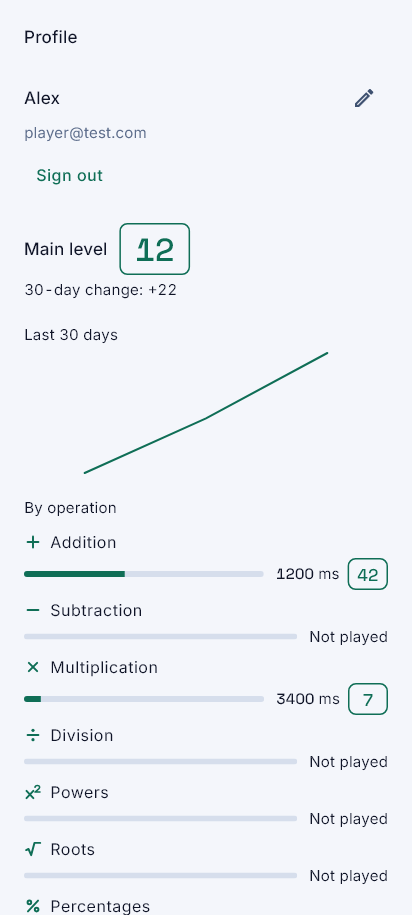 Profile
Alex
player@test.com
Sign out
Main level 12
30-day change: +22
Last 30 days
By operation
+ Addition
1200 ms 42
− Subtraction
Not played
× Multiplication
3400 ms 7
÷ Division
Not played
x² Powers
Not played
√ Roots
Not played
% Percentages